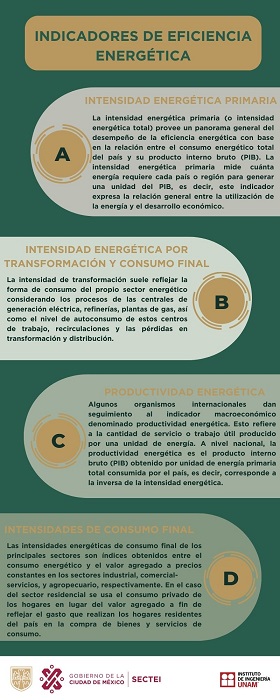 INDICADORES DE EFICIENCIA
ENERGÉTICA
INTENSIDAD ENERGÉTICA PRIMARIA
La intensidad energética primaria (o intensidad
energética total) provee un panorama general del
desempeño de la eficiencia energética con base
en la relación entre el consumo energético total
del país y su producto interno bruto (PIB). La
intensidad energética primaria mide cuánta
energía requiere cada país o región para generar
una unidad del PIB, es decir, este indicador
expresa la relación general entre la utilización de
la energía y el desarrollo económico.
A
INTENSIDAD ENERGÉTICA POR
TRANSFORMACIÓN Y CONSUMO FINAL
La intensidad de transformación suele reflejar la
forma de consumo del propio sector energético
considerando los procesos de las centrales de
generación eléctrica, refinerías, plantas de gas, así
como el nivel de autoconsumo de estos centros
de trabajo, recirculaciones y las pérdidas en
transformación y distribución.
B
PRODUCTIVIDAD ENERGÉTICA
Algunos organismos internacionales dan
seguimiento al indicador macroeconómico
denominado productividad energética. Esto refiere
a la cantidad de servicio o trabajo útil producido
por una unidad de energía. A nivel nacional, la
productividad energética es el producto interno
bruto (PIB) obtenido por unidad de energía primaria
total consumida por el país, es decir, corresponde a
la inversa de la intensidad energética.
C
INTENSIDADES DE CONSUMO FINAL
Las intensidades energéticas de consumo final de los
principales sectores son índices obtenidos entre el
consumo energético y el valor agregado a precios
constantes en los sectores industrial, comercial-
servicios, y agropecuario, respectivamente. En el caso
del sector residencial se usa el consumo privado de
los hogares en lugar del valor agregado a fin de
reflejar el gasto que realizan los hogares residentes
del país en la compra de bienes y servicios de
consumo.
D
GOBIERNO DE LA
CIUDAD DE MÉXICO
SECTEI
INSTITUTO
DE INGENIERÍA
UNAM